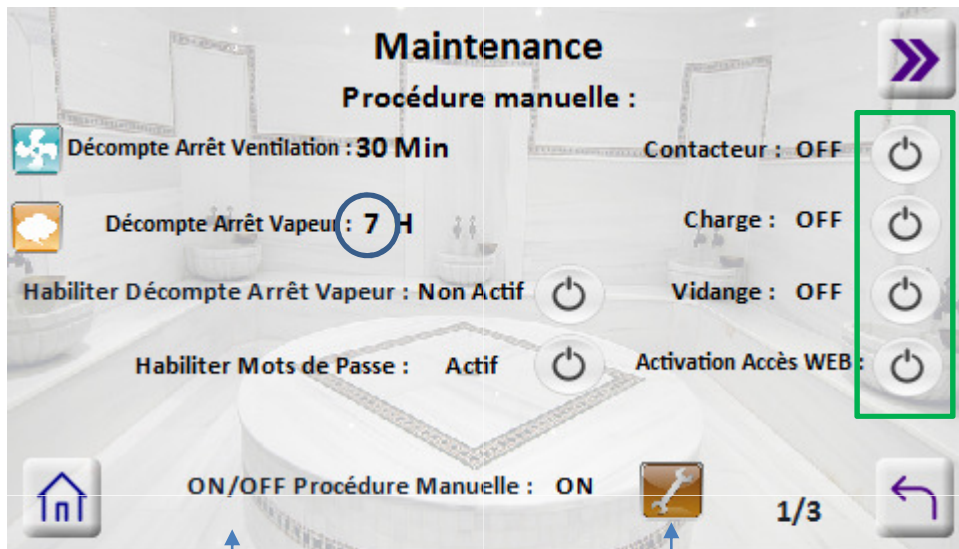 Maintenance
Procédure manuelle :
Décompte Arrêt Ventilation : 30 Min
Contacteur : OFF
Décompte Arrêt Vapeur : 7 H
Charge : OFF
Habiliter Décompte Arrêt Vapeur : Non Actif
Vidange : OFF
Habiliter Mots de Passe : Actif
Activation Accès WEB :
ON/OFF Procédure Manuelle : ON
1/3